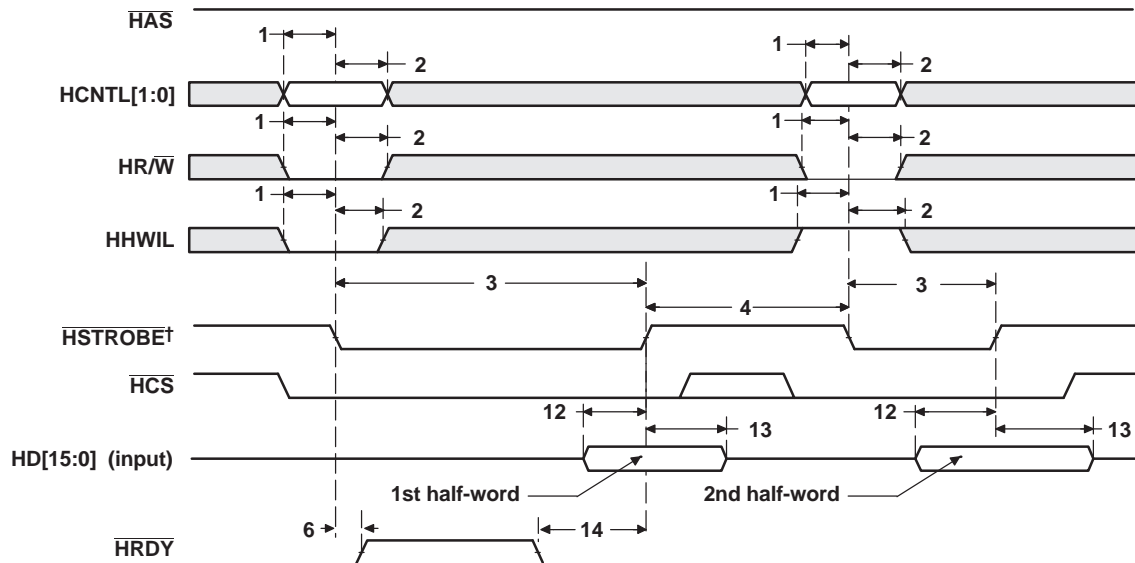 HAS
1
1
2
2
HCNTL[1:0]
1
1
2
2
HR/W
1
1
2
2
HHWIL
3
3
4
HSTROBE†
HCS
12
12
13
13
HD[15:0] (input)
1st half-word
2nd half-word
6
14
HRDY